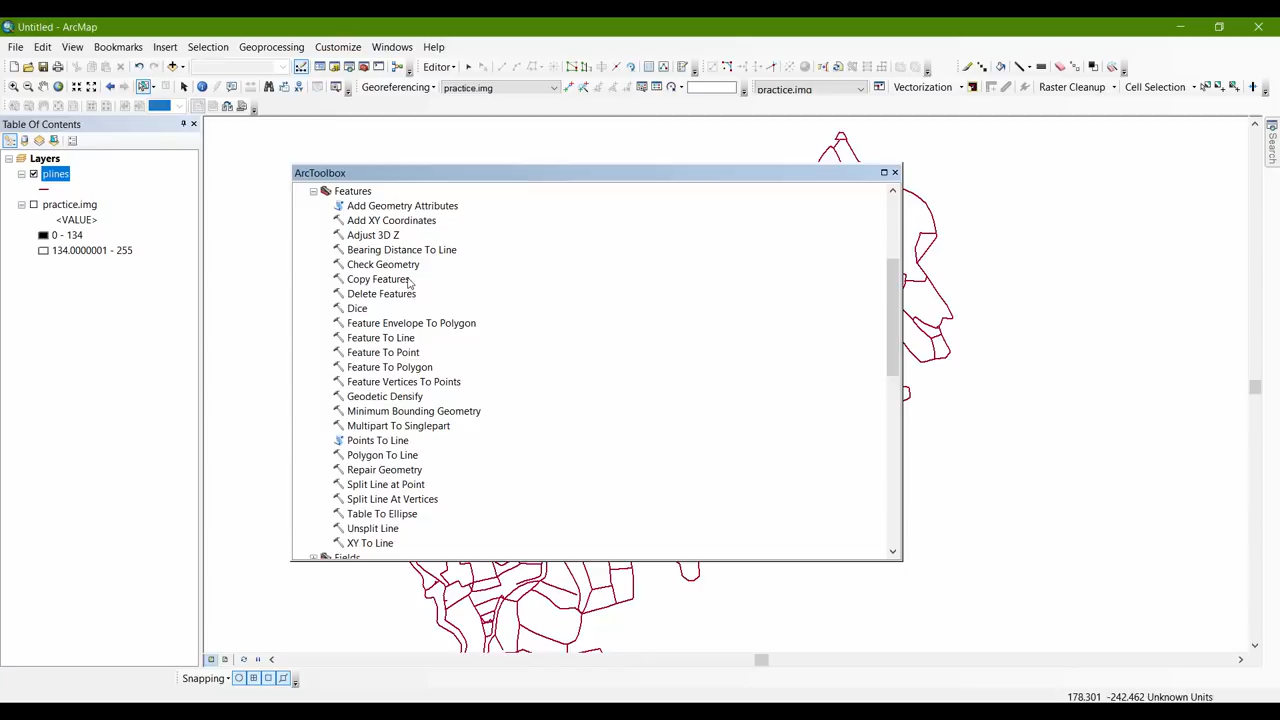 Untitled - ArcMap
File Edit View Bookmarks Insert Selection Geoprocessing Customize Windows Help
Editor
Georeferencing practice.img practice.img Vectorization Raster Cleanup Cell Selection
Table Of Contents
Layers
plines
practice.img
<VALUE>
0 - 134
134.0000001 - 255
ArcToolbox
Features
Add Geometry Attributes
Add XY Coordinates
Adjust 3D Z
Bearing Distance To Line
Check Geometry
Copy Features
Delete Features
Dice
Feature Envelope To Polygon
Feature To Line
Feature To Point
Feature To Polygon
Feature Vertices To Points
Geodetic Densify
Minimum Bounding Geometry
Multipart To Singlepart
Points To Line
Polygon To Line
Repair Geometry
Split Line at Point
Split Line At Vertices
Table To Ellipse
Unsplit Line
XY To Line
Fields
Search
Snapping
178.301 -242.462 Unknown Units